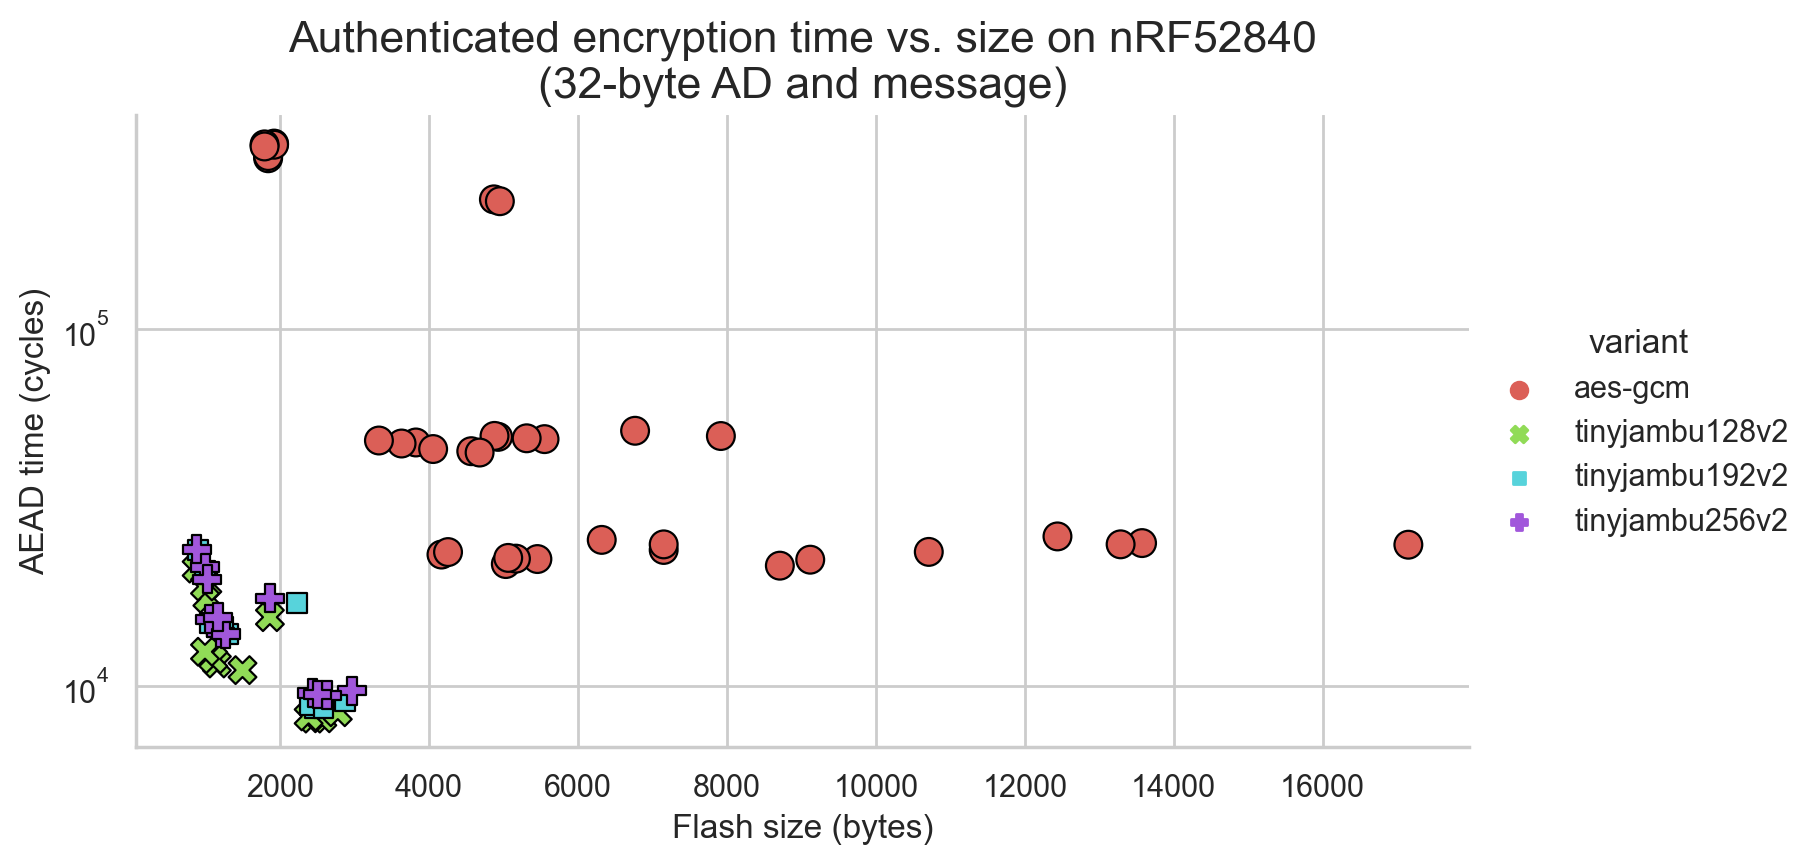 Authenticated encryption time vs. size on nRF52840
(32-byte AD and message)
AEAD time (cycles)
10^5
10^4
2000 4000 6000 8000 10000 12000 14000 16000
Flash size (bytes)
variant
aes-gcm
tinyjambu128v2
tinyjambu192v2
tinyjambu256v2